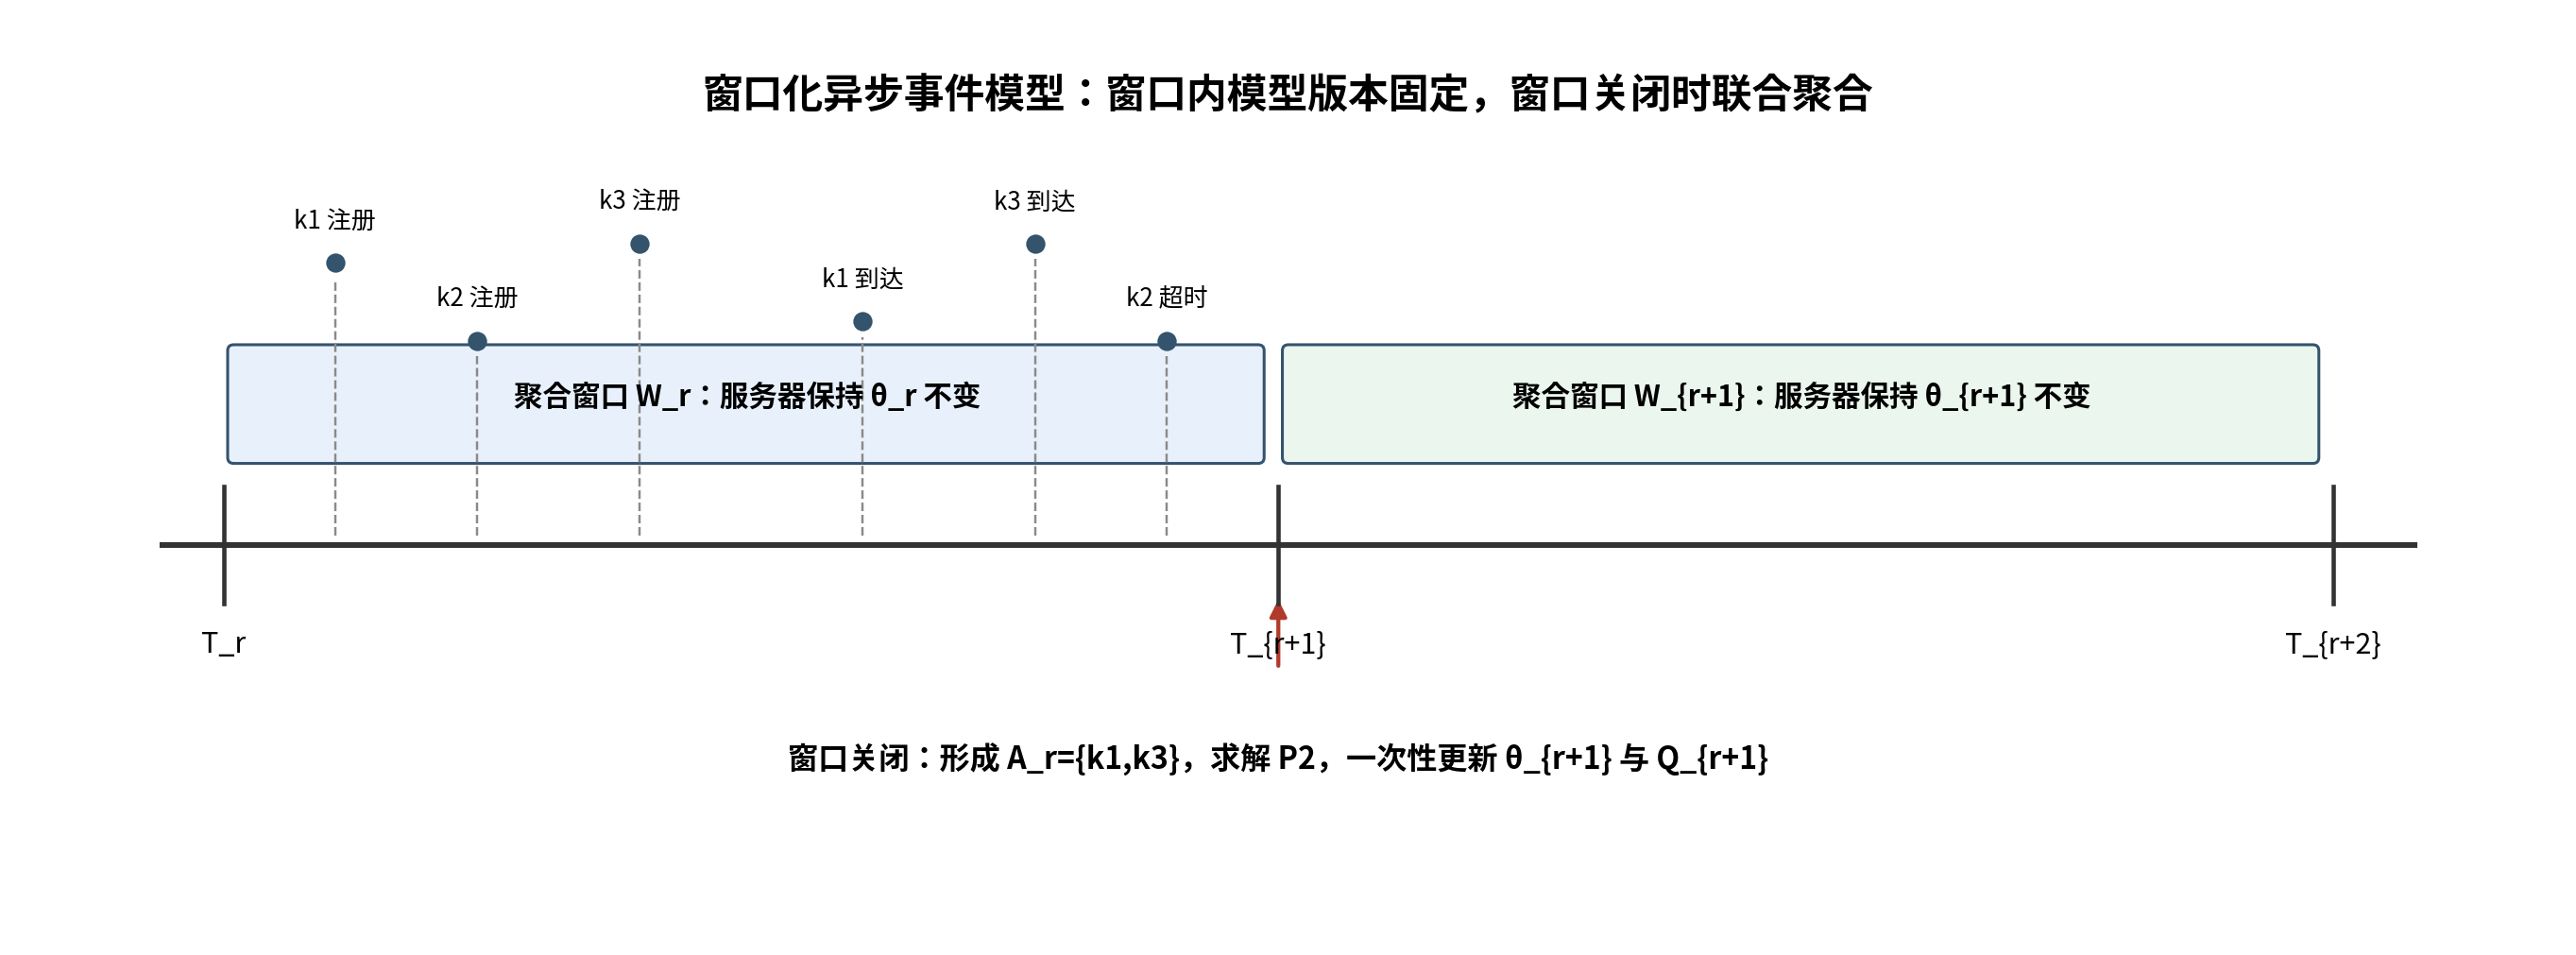 窗口化异步事件模型：窗口内模型版本固定，窗口关闭时联合聚合
k1 注册
k2 注册
k3 注册
k1 到达
k3 到达
k2 超时
聚合窗口 W_r：服务器保持 θ_r 不变
聚合窗口 W_{r+1}：服务器保持 θ_{r+1} 不变
T_r
T_{r+1}
T_{r+2}
窗口关闭：形成 A_r={k1,k3}，求解 P2，一次性更新 θ_{r+1} 与 Q_{r+1}